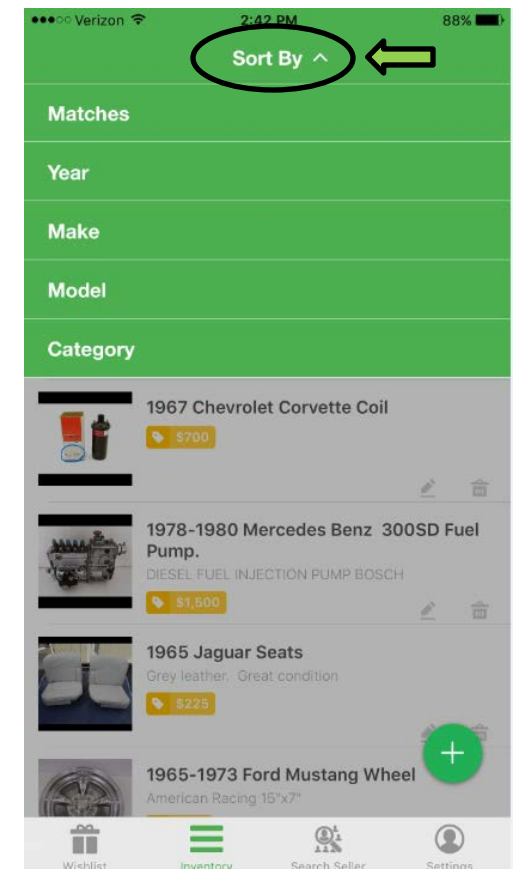 ●●●○○ Verizon 2:42 PM 88%
Sort By
Matches
Year
Make
Model
Category
1967 Chevrolet Corvette Coil
$700
1978-1980 Mercedes Benz 300SD Fuel
Pump.
DIESEL FUEL INJECTION PUMP BOSCH
$1,500
1965 Jaguar Seats
Grey leather. Great condition
$225
+
1965-1973 Ford Mustang Wheel
American Racing 15"x7"
Wishlist Inventory Search Seller Settings